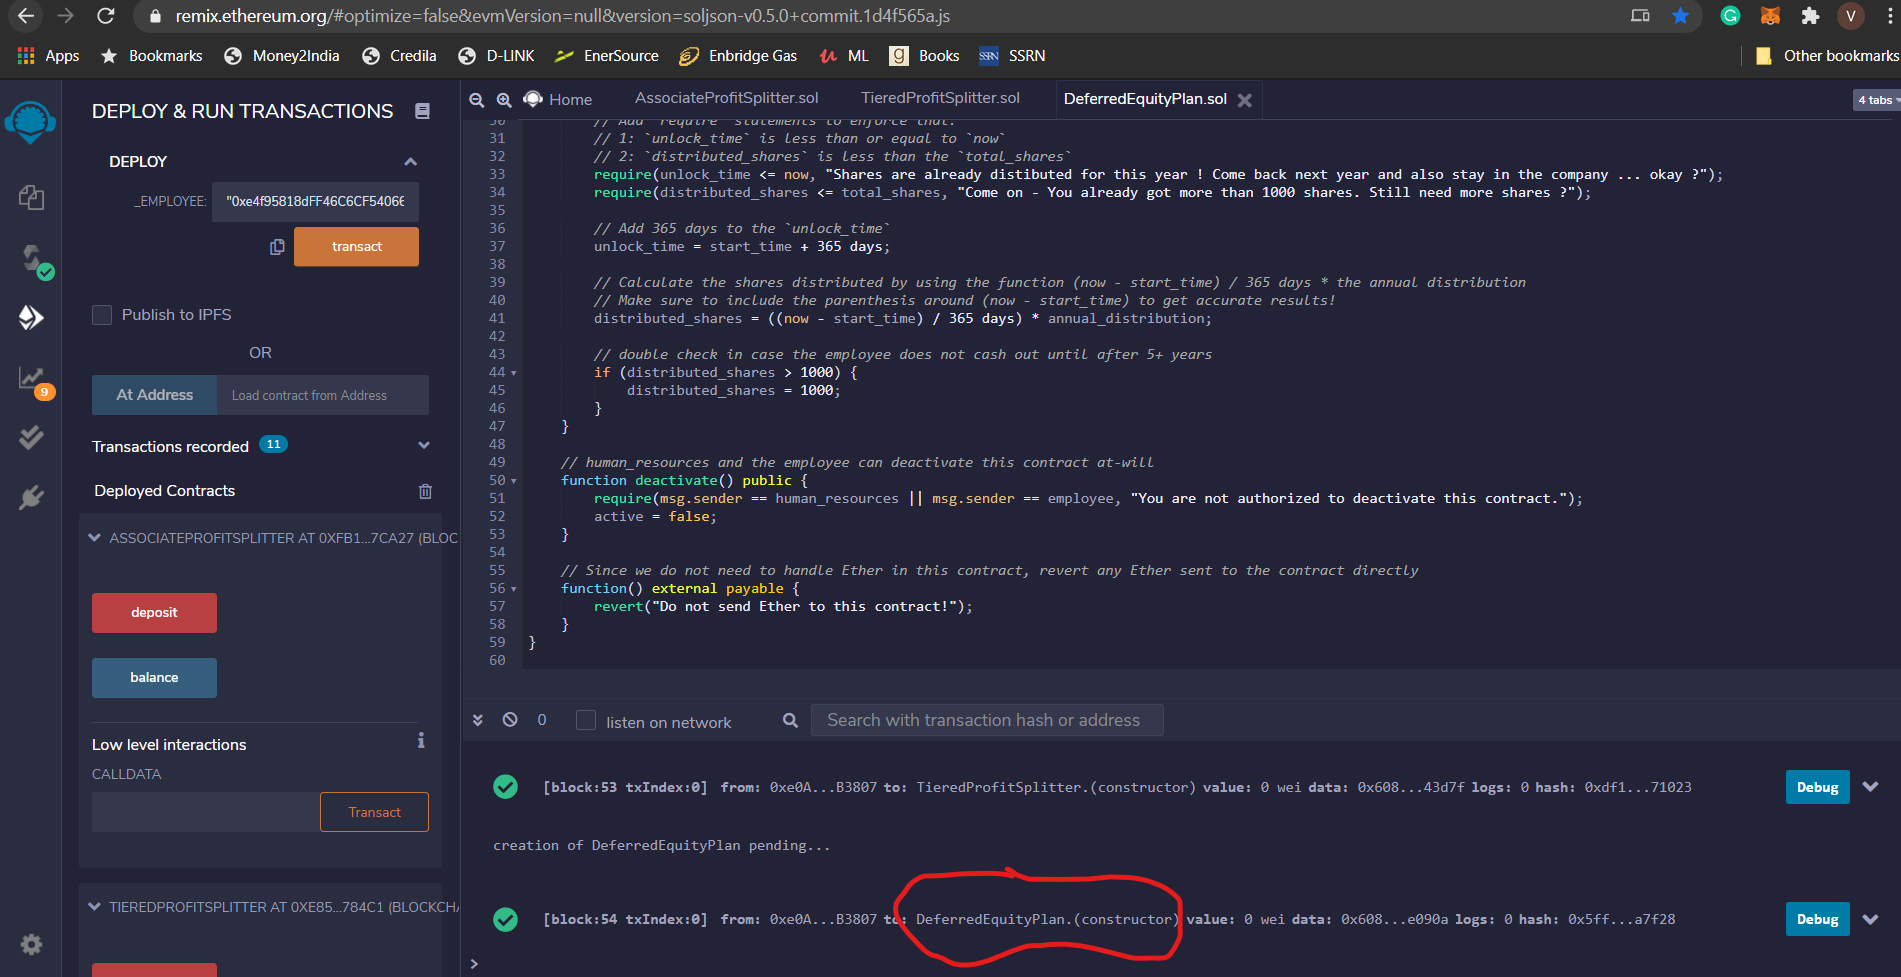 remix.ethereum.org/#optimize=false&evmVersion=null&version=soljson-v0.5.0+commit.1d4f565a.js
G V
Apps Bookmarks Money2India Credila D-LINK EnerSource Enbridge Gas ML g Books SSRN SSRN Other bookmarks
DEPLOY & RUN TRANSACTIONS
DEPLOY
_EMPLOYEE: "0xe4f95818dFF46C6CF5406
transact
Publish to IPFS
OR
At Address Load contract from Address
9
Transactions recorded 11
Deployed Contracts
ASSOCIATEPROFITSPLITTER AT 0XFB1...7CA27 (BLOC
deposit
balance
Low level interactions
CALLDATA
Transact
TIEREDPROFITSPLITTER AT 0XE85...784C1 (BLOCKCHA
Home AssociateProfitSplitter.sol TieredProfitSplitter.sol DeferredEquityPlan.sol 4 tabs
30 // Add `require` statements to enforce that:
31 // 1: `unlock_time` is less than or equal to `now`
32 // 2: `distributed_shares` is less than the `total_shares`
33 require(unlock_time <= now, "Shares are already distibuted for this year ! Come back next year and also stay in the company ... okay ?");
34 require(distributed_shares <= total_shares, "Come on - You already got more than 1000 shares. Still need more shares ?");
35
36 // Add 365 days to the `unlock_time`
37 unlock_time = start_time + 365 days;
38
39 // Calculate the shares distributed by using the function (now - start_time) / 365 days * the annual distribution
40 // Make sure to include the parenthesis around (now - start_time) to get accurate results!
41 distributed_shares = ((now - start_time) / 365 days) * annual_distribution;
42
43 // double check in case the employee does not cash out until after 5+ years
44 if (distributed_shares > 1000) {
45 distributed_shares = 1000;
46 }
47 }
48
49 // human_resources and the employee can deactivate this contract at-will
50 function deactivate() public {
51 require(msg.sender == human_resources || msg.sender == employee, "You are not authorized to deactivate this contract.");
52 active = false;
53 }
54
55 // Since we do not need to handle Ether in this contract, revert any Ether sent to the contract directly
56 function() external payable {
57 revert("Do not send Ether to this contract!");
58 }
59 }
60
0 listen on network Search with transaction hash or address
[block:53 txIndex:0] from: 0xe0A...B3807 to: TieredProfitSplitter.(constructor) value: 0 wei data: 0x608...43d7f logs: 0 hash: 0xdf1...71023 Debug
creation of DeferredEquityPlan pending...
[block:54 txIndex:0] from: 0xe0A...B3807 to: DeferredEquityPlan.(constructor) value: 0 wei data: 0x608...e090a logs: 0 hash: 0x5ff...a7f28 Debug
>